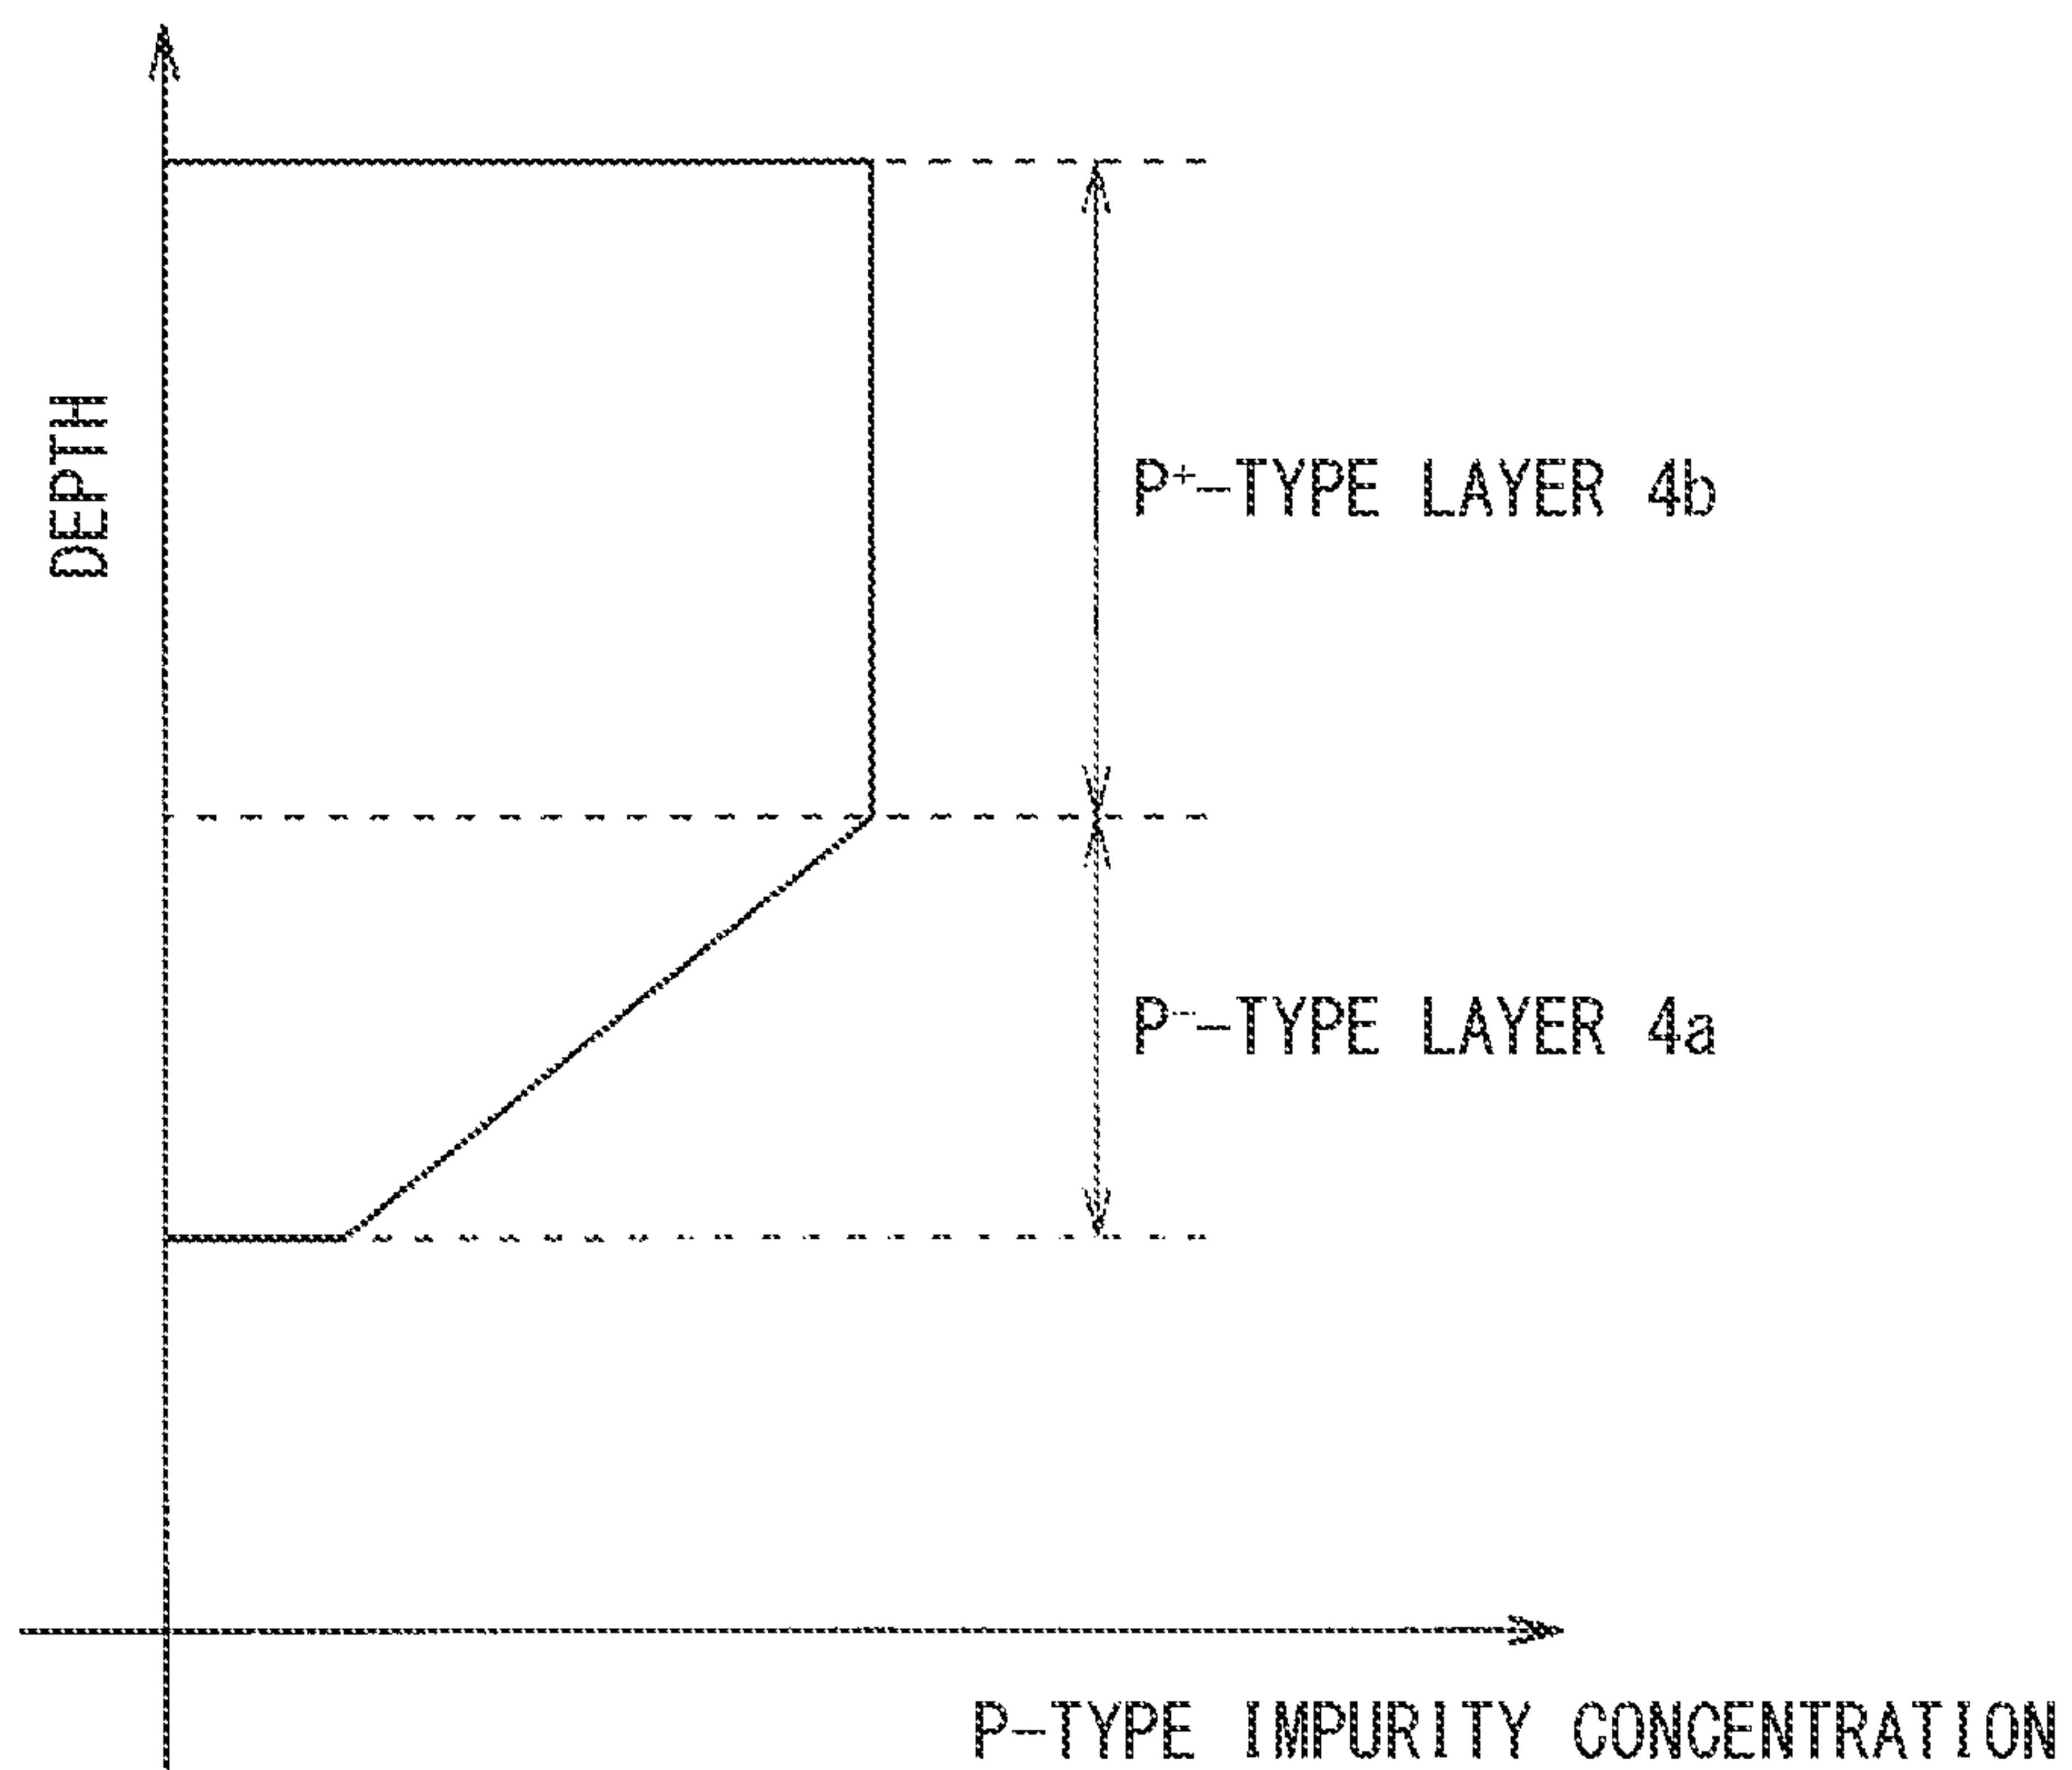 DEPTH
P⁺-TYPE LAYER 4b
P⁻-TYPE LAYER 4a
P-TYPE IMPURITY CONCENTRATION